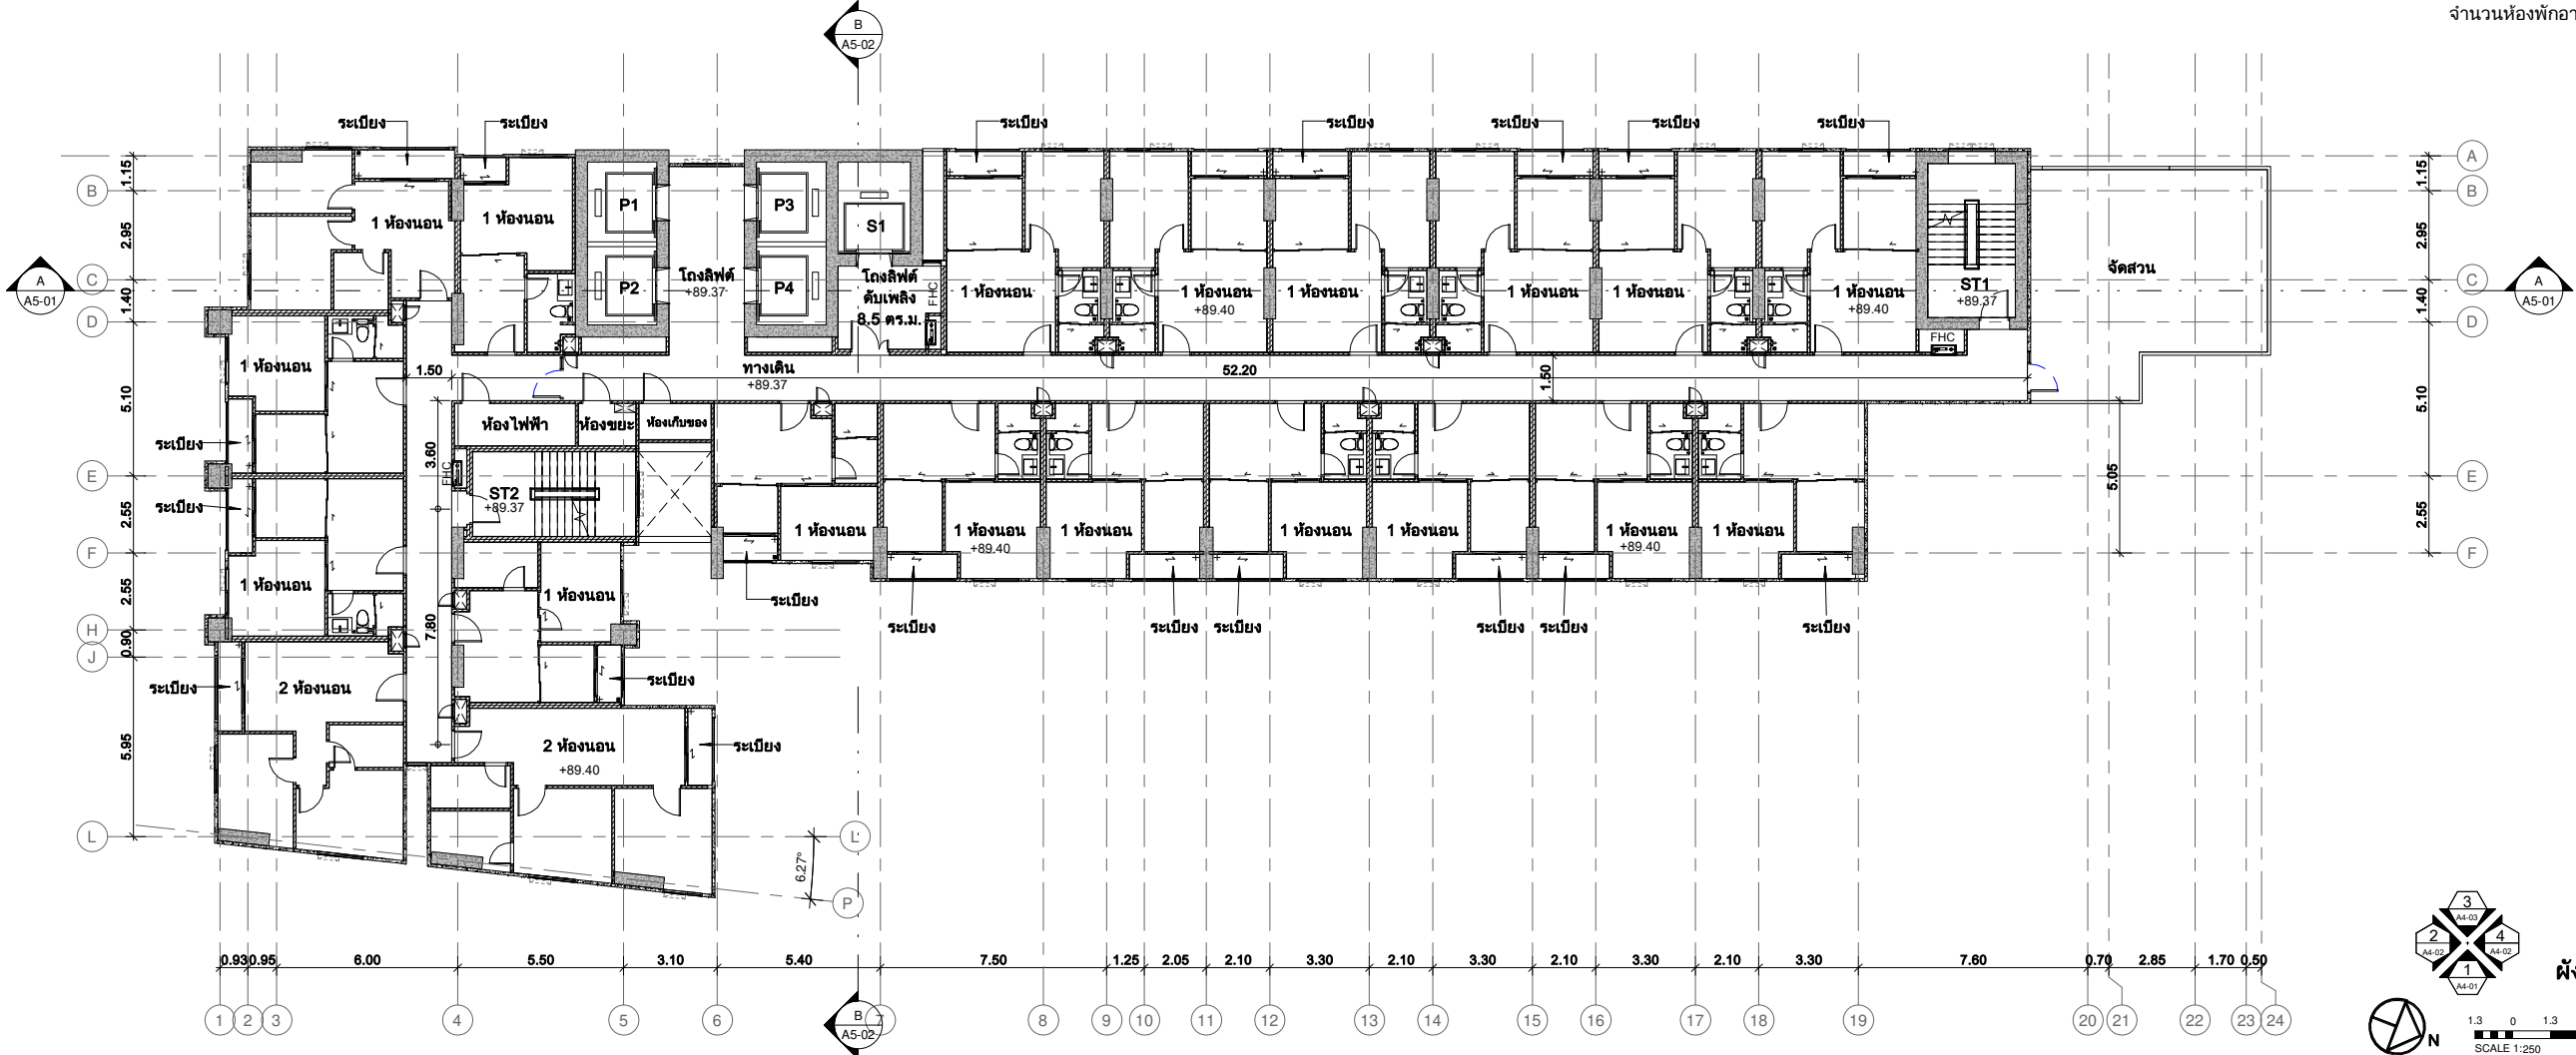 จำนวนห้องพักอา
B
A5-02
ระเบียง
ระเบียง
ระเบียง
ระเบียง
ระเบียง
ระเบียง
ระเบียง
A
1.15
1.15
A
B
B
1 ห้องนอน
1 ห้องนอน
P1
P3
S1
2.95
2.95
A
A5-01
C
P2
โถงลิฟต์
+89.37
P4
โถงลิฟต์
ดับเพลิง
8.5 ตร.ม.
FHC
1 ห้องนอน
1 ห้องนอน
+89.40
1 ห้องนอน
1 ห้องนอน
1 ห้องนอน
1 ห้องนอน
+89.40
ST1
+89.37
จัดสวน
C
A
A5-01
1.40
1.40
D
D
FHC
1 ห้องนอน
1.50
ทางเดิน
+89.37
52.20
1.50
5.10
5.10
ห้องไฟฟ้า
ห้องขยะ
ห้องเก็บของ
ระเบียง
3.60
FHC
E
5.05
E
ระเบียง
ST2
+89.37
2.55
2.55
1 ห้องนอน
1 ห้องนอน
+89.40
1 ห้องนอน
1 ห้องนอน
1 ห้องนอน
1 ห้องนอน
+89.40
1 ห้องนอน
F
F
1 ห้องนอน
1 ห้องนอน
2.55
ระเบียง
ระเบียง
ระเบียง
ระเบียง
ระเบียง
ระเบียง
ระเบียง
H
7.80
0.90
J
ระเบียง
2 ห้องนอน
ระเบียง
5.95
2 ห้องนอน
+89.40
ระเบียง
L
L
6.27°
P
3
A4-03
2
A4-02
4
A4-02
1
A4-01
0.93
0.95
6.00
5.50
3.10
5.40
7.50
1.25
2.05
2.10
3.30
2.10
3.30
2.10
3.30
2.10
3.30
7.60
0.70
2.85
1.70
0.50
ผัง
1
2
3
4
5
6
B
A5-02
7
8
9
10
11
12
13
14
15
16
17
18
19
20
21
22
23
24
N
1.3
0
1.3
SCALE 1:250